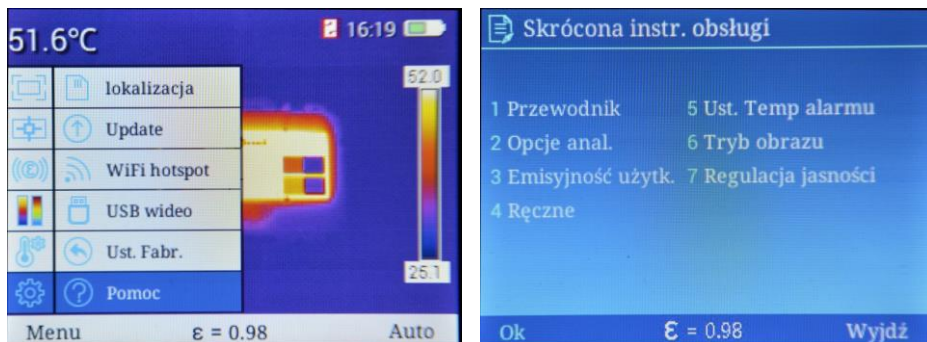 51.6°C
16:19
lokalizacja
Update
WiFi hotspot
USB wideo
Ust. Fabr.
Pomoc
52.0
25.1
Menu ε = 0.98 Auto
Skrócona instr. obsługi
1 Przewodnik
2 Opcje anal.
3 Emisyjność użytk.
4 Ręczne
5 Ust. Temp alarmu
6 Tryb obrazu
7 Regulacja jasności
Ok ε = 0.98 Wyjdź